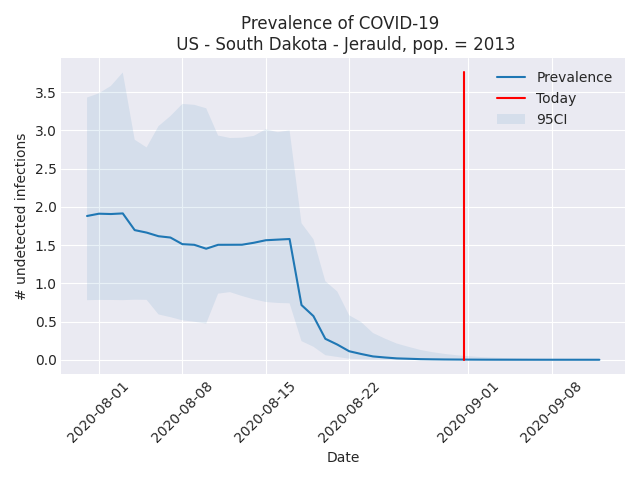 Prevalence of COVID-19
US - South Dakota - Jerauld, pop. = 2013
Prevalence
Today
95CI
# undetected infections
3.5
3.0
2.5
2.0
1.5
1.0
0.5
0.0
2020-08-01
2020-08-08
2020-08-15
2020-08-22
2020-09-01
2020-09-08
Date